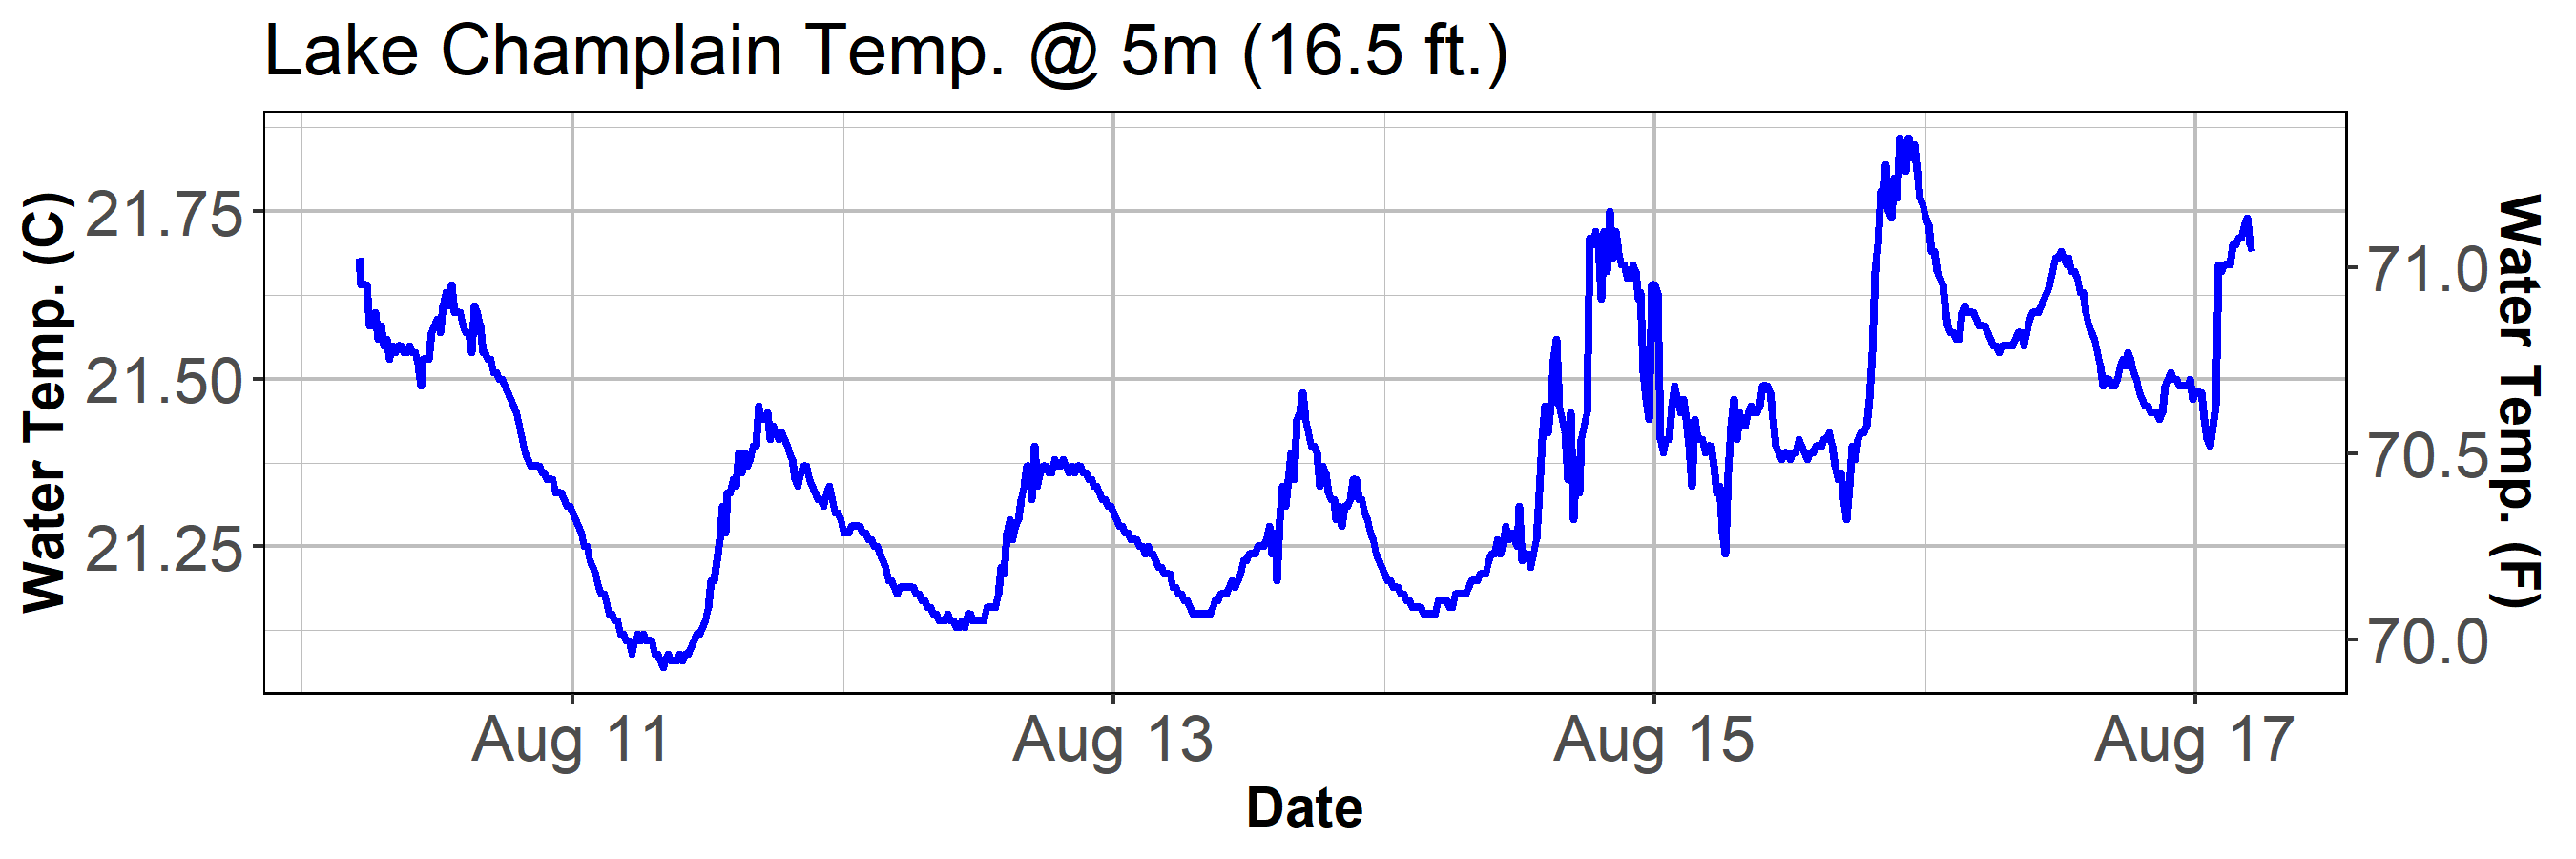 Lake Champlain Temp. @ 5m (16.5 ft.)
Water Temp. (C)
21.75
21.50
21.25
Water Temp. (F)
71.0
70.5
70.0
Aug 11
Aug 13
Aug 15
Aug 17
Date